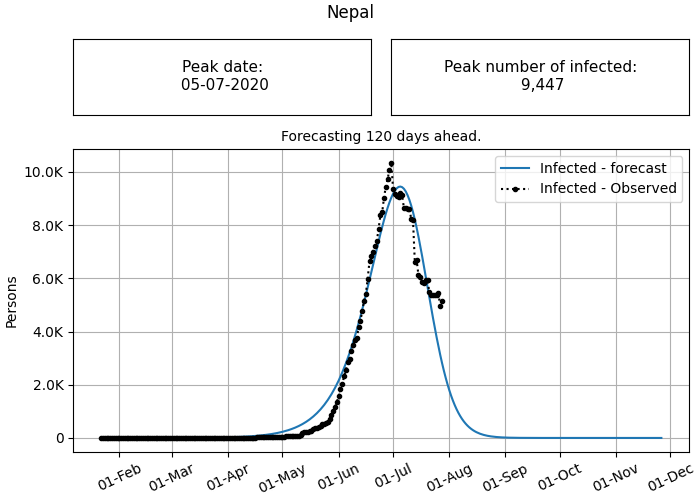 Nepal
Peak date:
05-07-2020
Peak number of infected:
9,447
Forecasting 120 days ahead.
Infected - forecast
Infected - Observed
Persons
10.0K
8.0K
6.0K
4.0K
2.0K
0
01-Feb
01-Mar
01-Apr
01-May
01-Jun
01-Jul
01-Aug
01-Sep
01-Oct
01-Nov
01-Dec